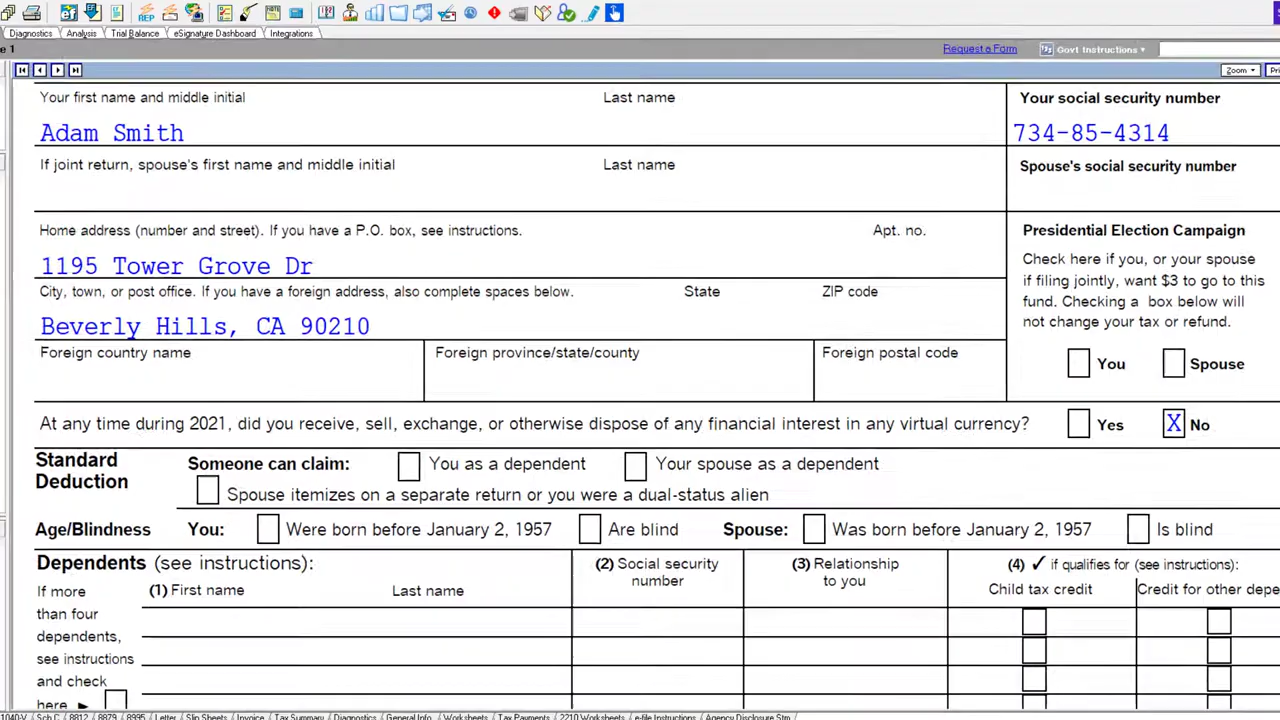 REP
Diagnostics Analysis Trial Balance eSignature Dashboard Integrations
e 1 Request a Form Govt Instructions
Zoom
Your first name and middle initial Last name Your social security number
Adam Smith 734-85-4314
If joint return, spouse's first name and middle initial Last name Spouse's social security number
Home address (number and street). If you have a P.O. box, see instructions. Apt. no. Presidential Election Campaign
1195 Tower Grove Dr Check here if you, or your spouse
if filing jointly, want $3 to go to this
City, town, or post office. If you have a foreign address, also complete spaces below. State ZIP code fund. Checking a box below will
Beverly Hills, CA 90210 not change your tax or refund.
Foreign country name Foreign province/state/county Foreign postal code
You Spouse
At any time during 2021, did you receive, sell, exchange, or otherwise dispose of any financial interest in any virtual currency? Yes X No
Standard Deduction Someone can claim: You as a dependent Your spouse as a dependent
Spouse itemizes on a separate return or you were a dual-status alien
Age/Blindness You: Were born before January 2, 1957 Are blind Spouse: Was born before January 2, 1957 Is blind
Dependents (see instructions): (2) Social security number (3) Relationship to you (4) ✓ if qualifies for (see instructions):
If more (1) First name Last name Child tax credit Credit for other depe
than four
dependents,
see instructions
and check
here ►
1040-V Sch C 8812 8879 8995 Letter Slip Sheets Invoice Tax Summary Diagnostics General Info Worksheets Tax Payments 2210 Worksheets e-file Instructions Agency Disclosure Stm